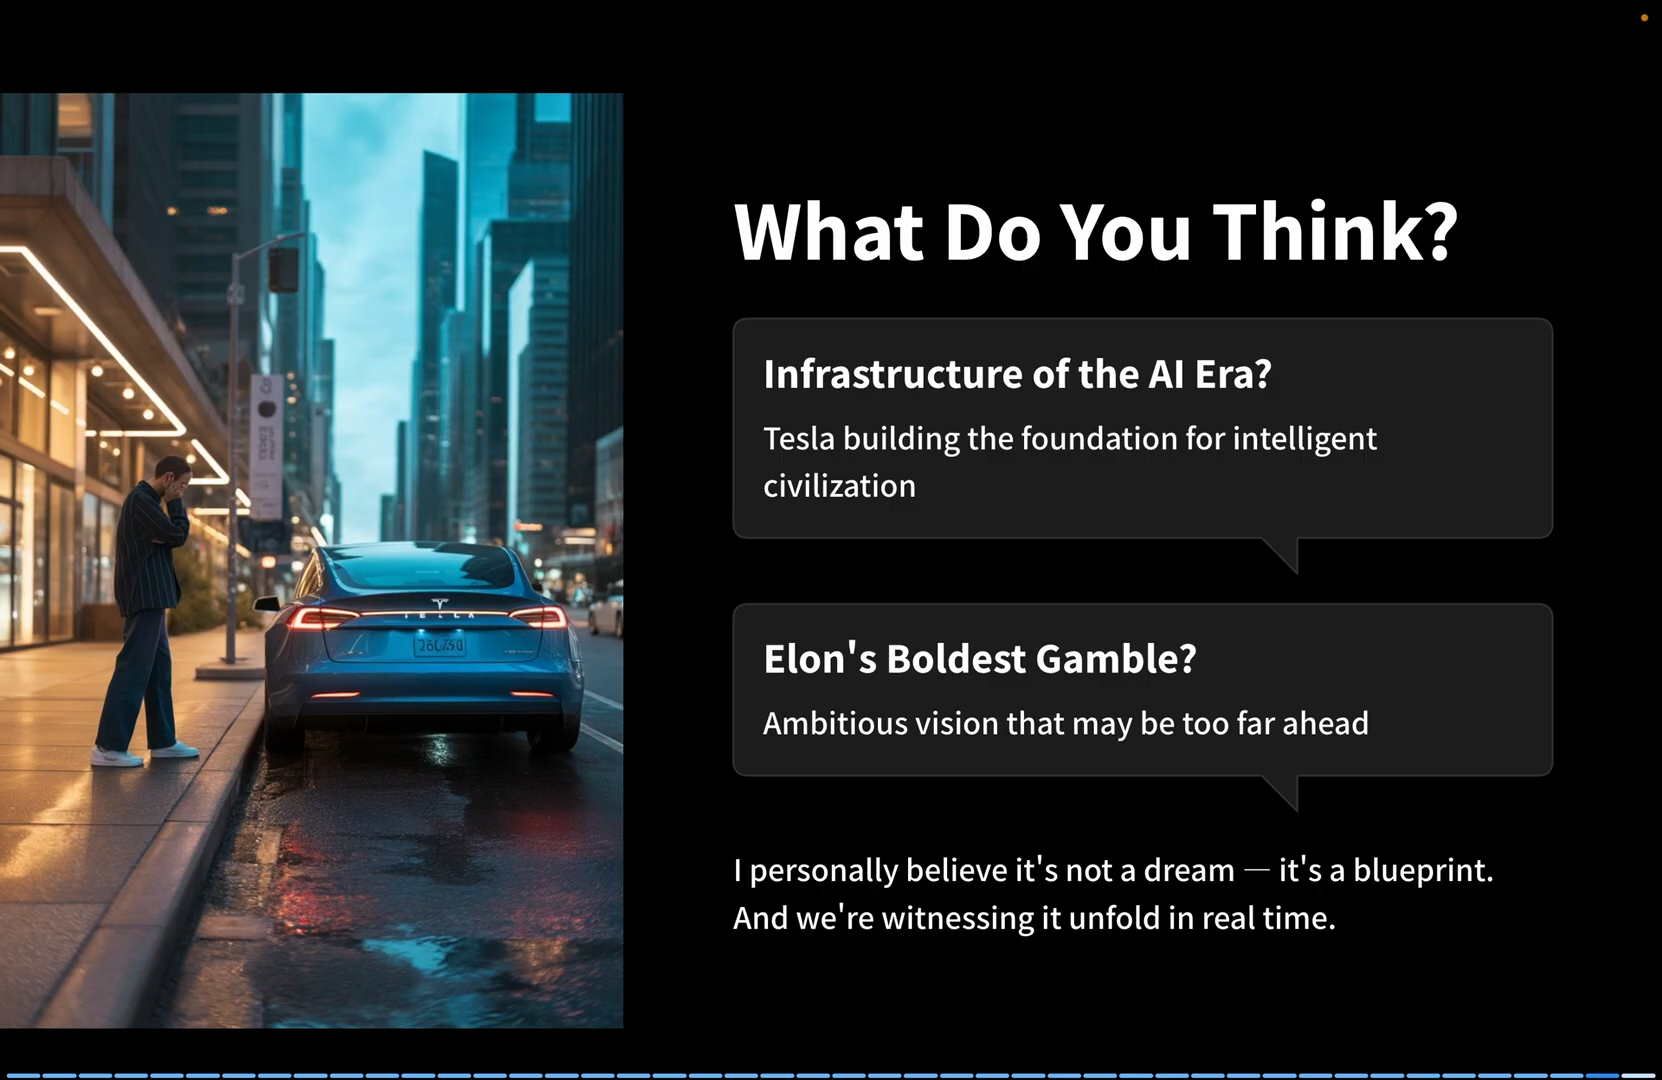 What Do You Think?
Infrastructure of the AI Era?
Tesla building the foundation for intelligent
civilization
Elon's Boldest Gamble?
Ambitious vision that may be too far ahead
I personally believe it's not a dream — it's a blueprint.
And we're witnessing it unfold in real time.